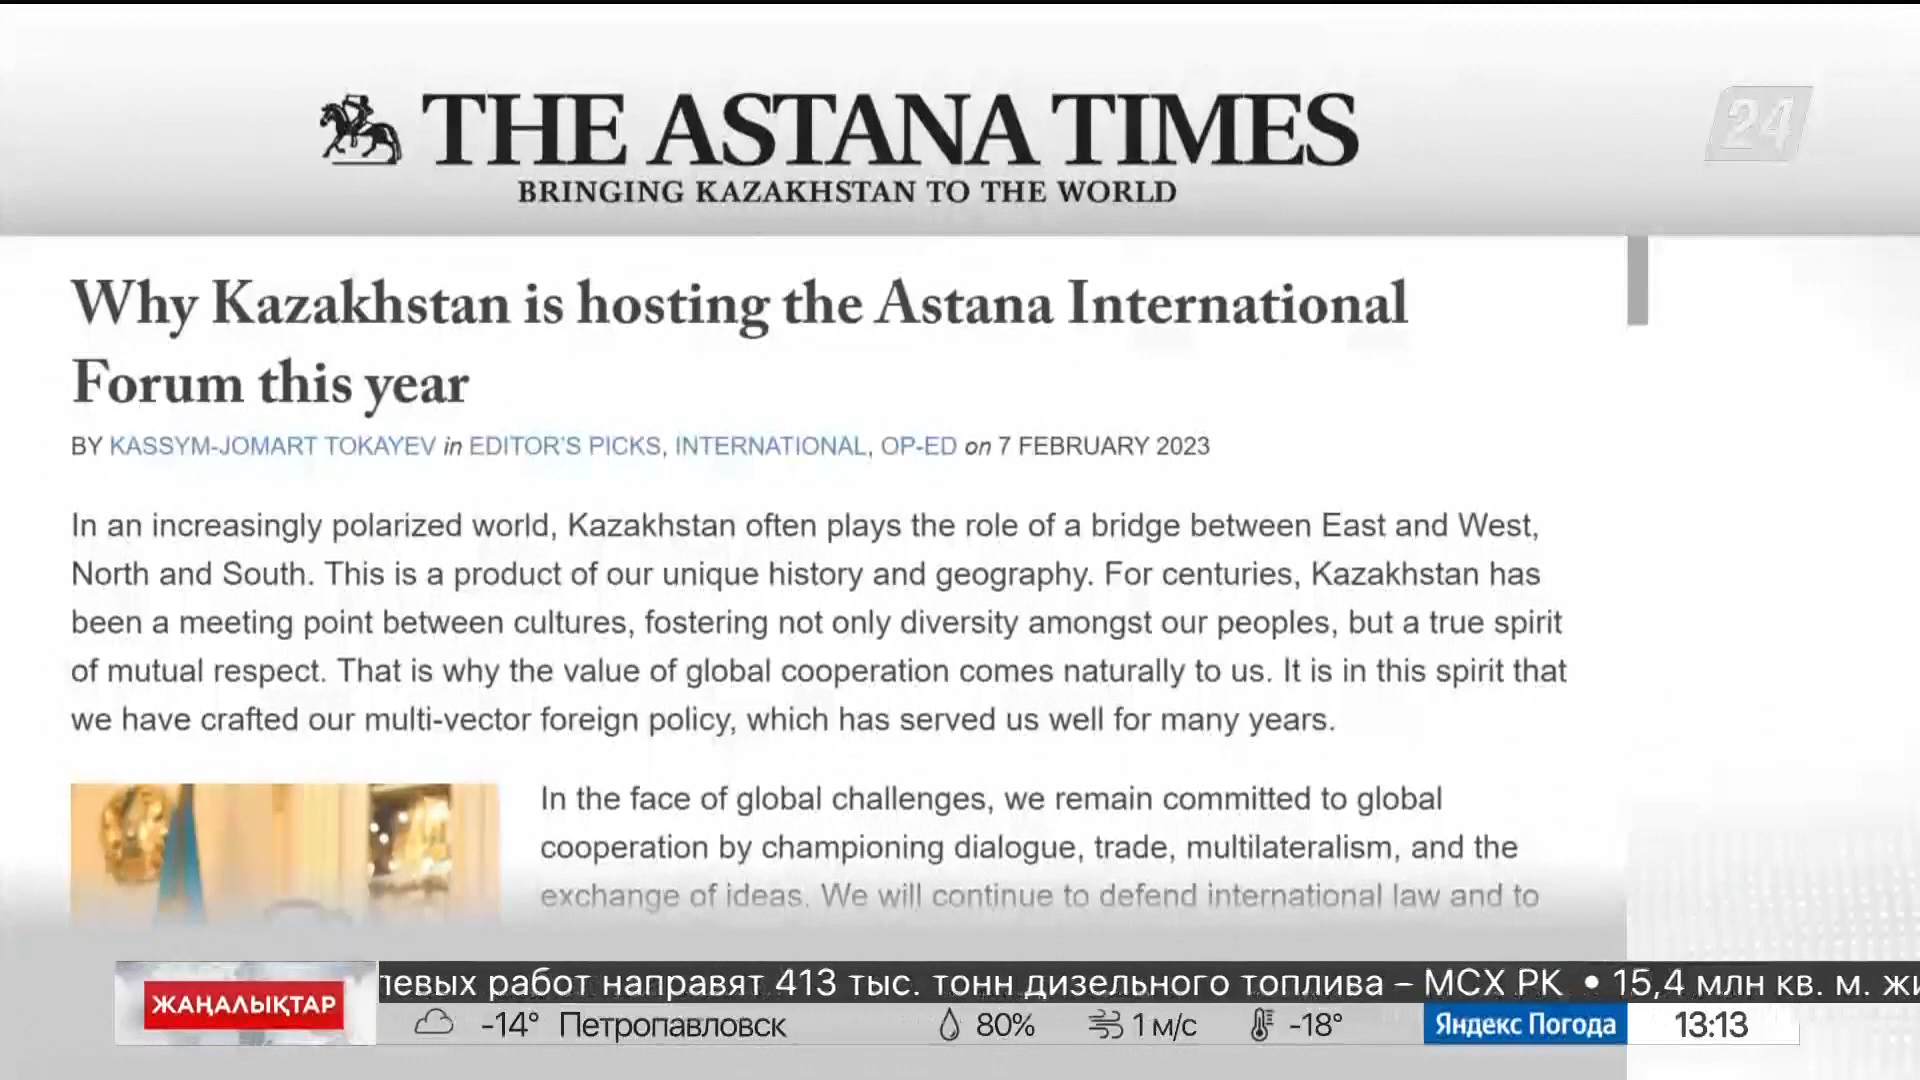 THE ASTANA TIMES
BRINGING KAZAKHSTAN TO THE WORLD
24
Why Kazakhstan is hosting the Astana International
Forum this year
BY KASSYM-JOMART TOKAYEV in EDITOR'S PICKS, INTERNATIONAL, OP-ED on 7 FEBRUARY 2023
In an increasingly polarized world, Kazakhstan often plays the role of a bridge between East and West,
North and South. This is a product of our unique history and geography. For centuries, Kazakhstan has
been a meeting point between cultures, fostering not only diversity amongst our peoples, but a true spirit
of mutual respect. That is why the value of global cooperation comes naturally to us. It is in this spirit that
we have crafted our multi-vector foreign policy, which has served us well for many years.
In the face of global challenges, we remain committed to global
cooperation by championing dialogue, trade, multilateralism, and the
exchange of ideas. We will continue to defend international law and to
ЖАҢАЛЫҚТАР
левых работ направят 413 тыс. тонн дизельного топлива – МСХ РК • 15,4 млн кв. м.
-14° Петропавловск 80% 1 м/с -18° Яндекс Погода 13:13